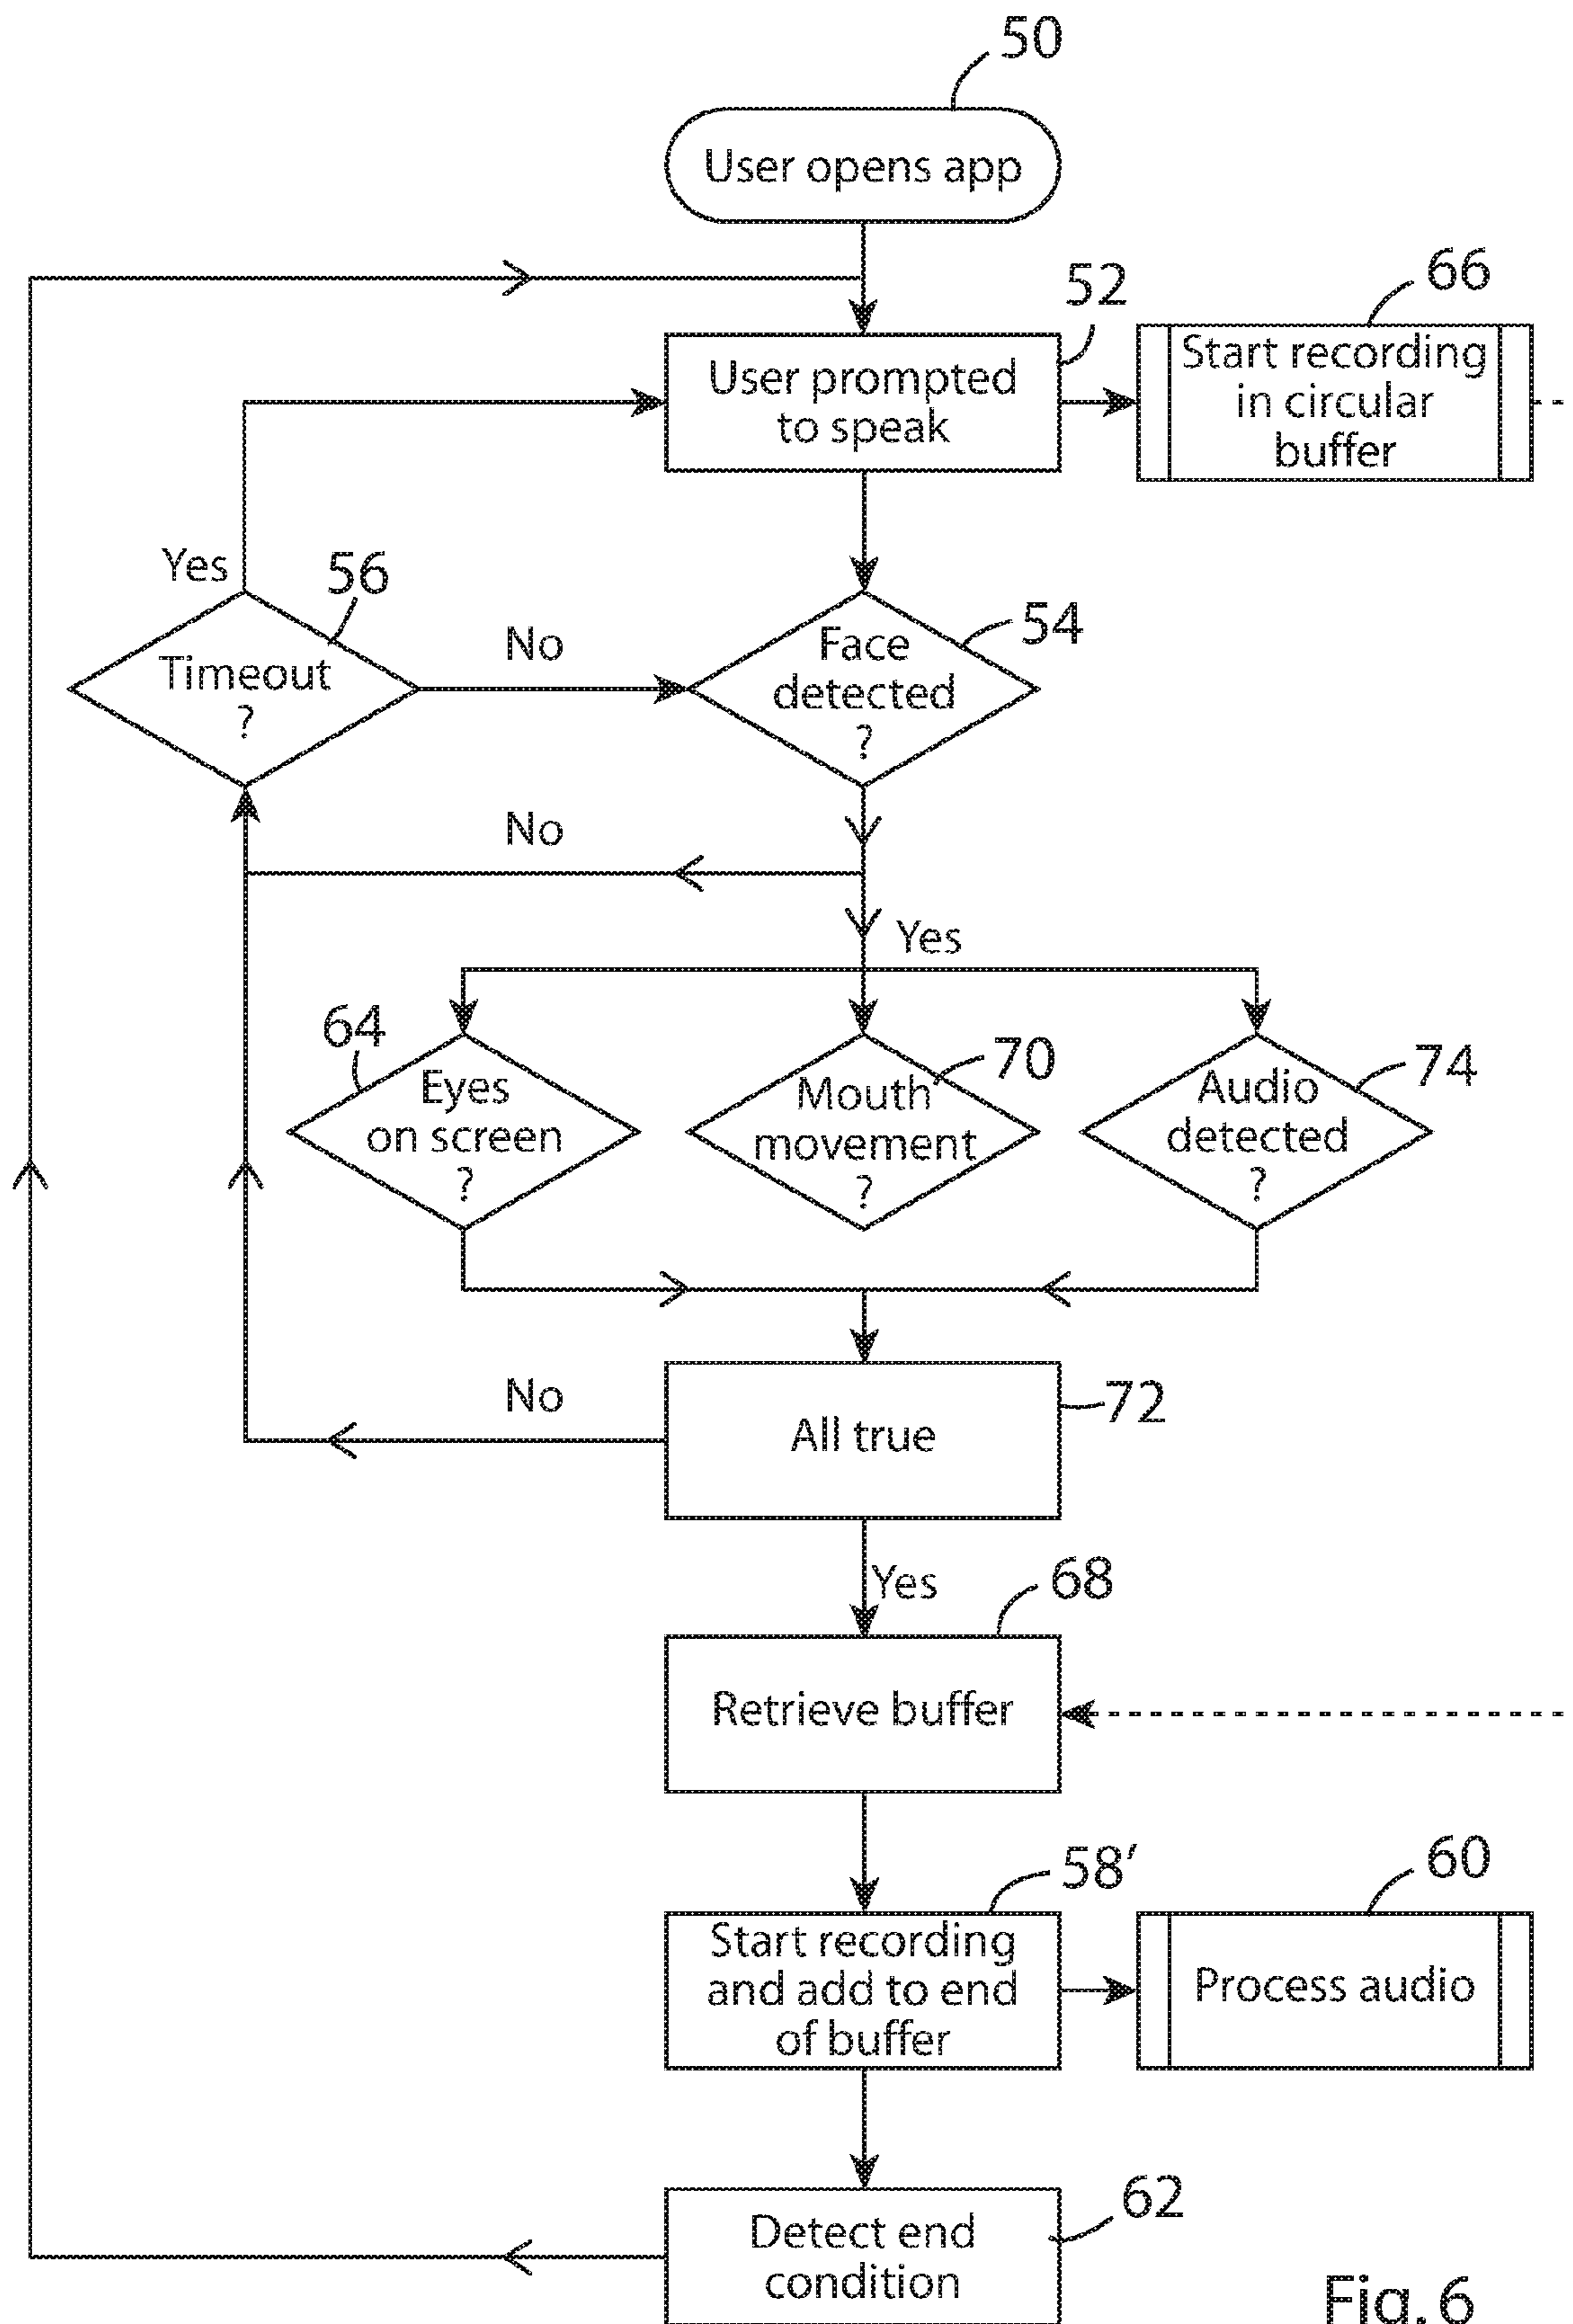 50
User opens app
52
66
User prompted
to speak
Start recording
in circular
buffer
Yes
56
Timeout
?
No
54
Face
detected
?
No
Yes
64
Eyes
on screen
?
70
Mouth
movement
?
74
Audio
detected
?
No
72
All true
Yes
68
Retrieve buffer
58′
60
Start recording
and add to end
of buffer
Process audio
62
Detect end
condition
Fig. 6